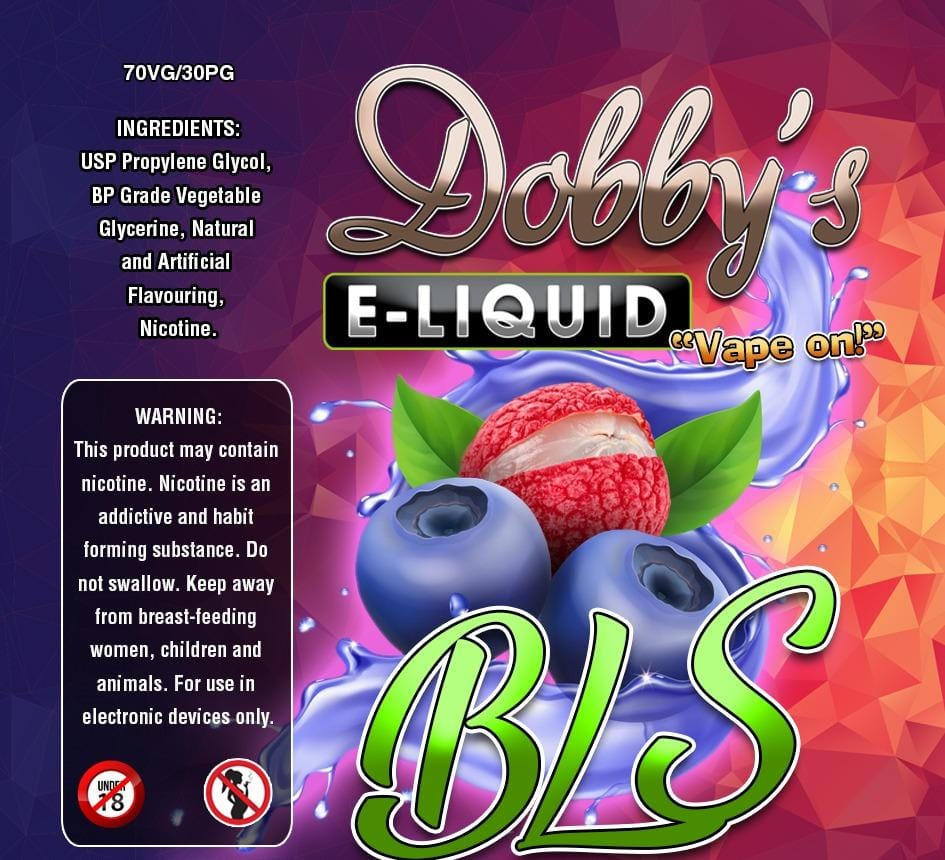 70VG/30PG
INGREDIENTS:
USP Propylene Glycol,
BP Grade Vegetable
Glycerine, Natural
and Artificial
Flavouring,
Nicotine.
WARNING:
This product may contain
nicotine. Nicotine is an
addictive and habit
forming substance. Do
not swallow. Keep away
from breast-feeding
women, children and
animals. For use in
electronic devices only.
UNDER
18
Dobby's
E-LIQUID
“Vape on!”
BLS